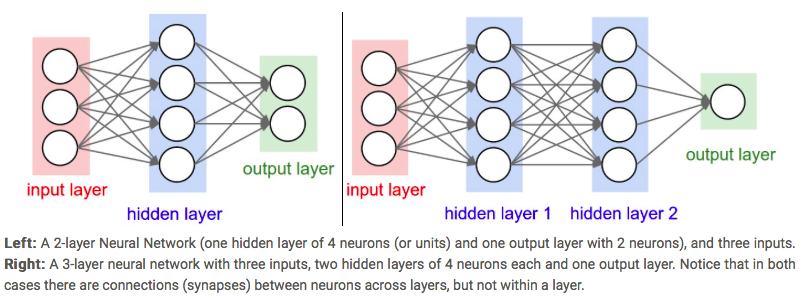 input layer
hidden layer
output layer
input layer
hidden layer 1
hidden layer 2
output layer
Left: A 2-layer Neural Network (one hidden layer of 4 neurons (or units) and one output layer with 2 neurons), and three inputs.
Right: A 3-layer neural network with three inputs, two hidden layers of 4 neurons each and one output layer. Notice that in both
cases there are connections (synapses) between neurons across layers, but not within a layer.